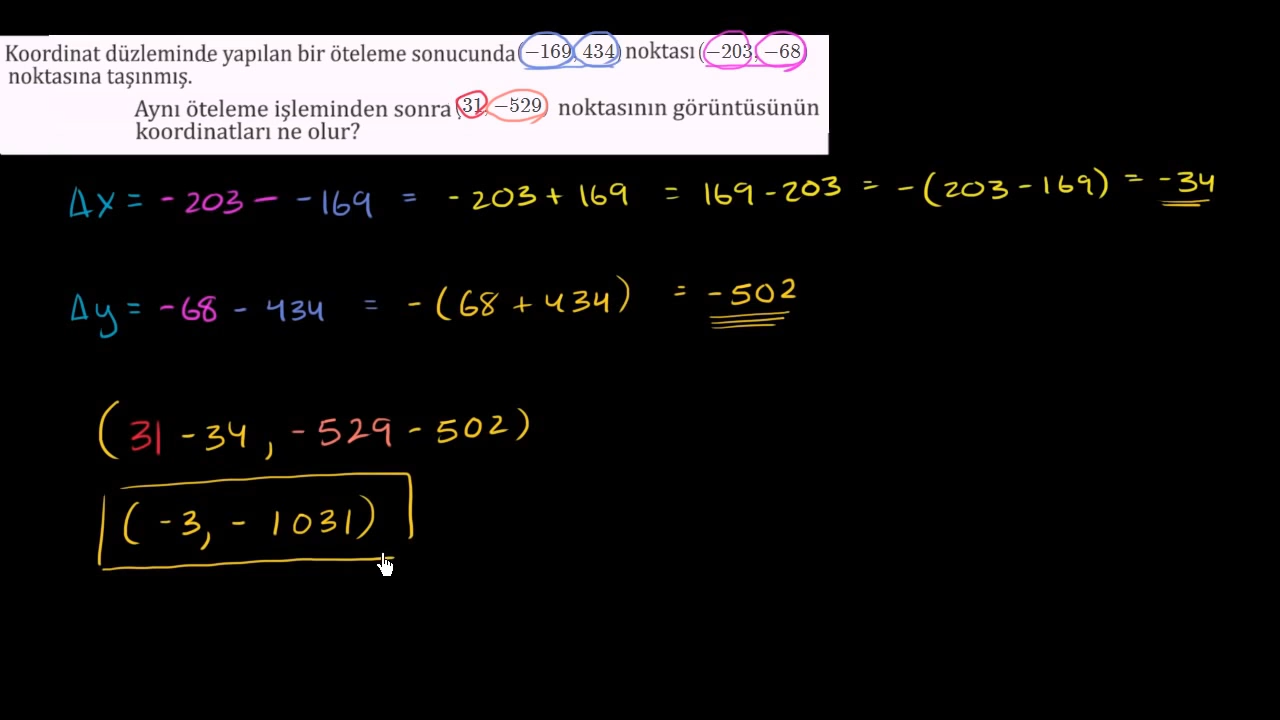 Koordinat düzleminde yapılan bir öteleme sonucunda (−169, 434) noktası (−203, −68)
noktasına taşınmış.
Aynı öteleme işleminden sonra (31, −529) noktasının görüntüsünün
koordinatları ne olur?
Δx = -203 - -169 = -203 + 169 = 169 - 203 = -(203 - 169) = -34
Δy = -68 - 434 = -(68 + 434) = -502
(31 - 34, -529 - 502)
(-3, -1031)